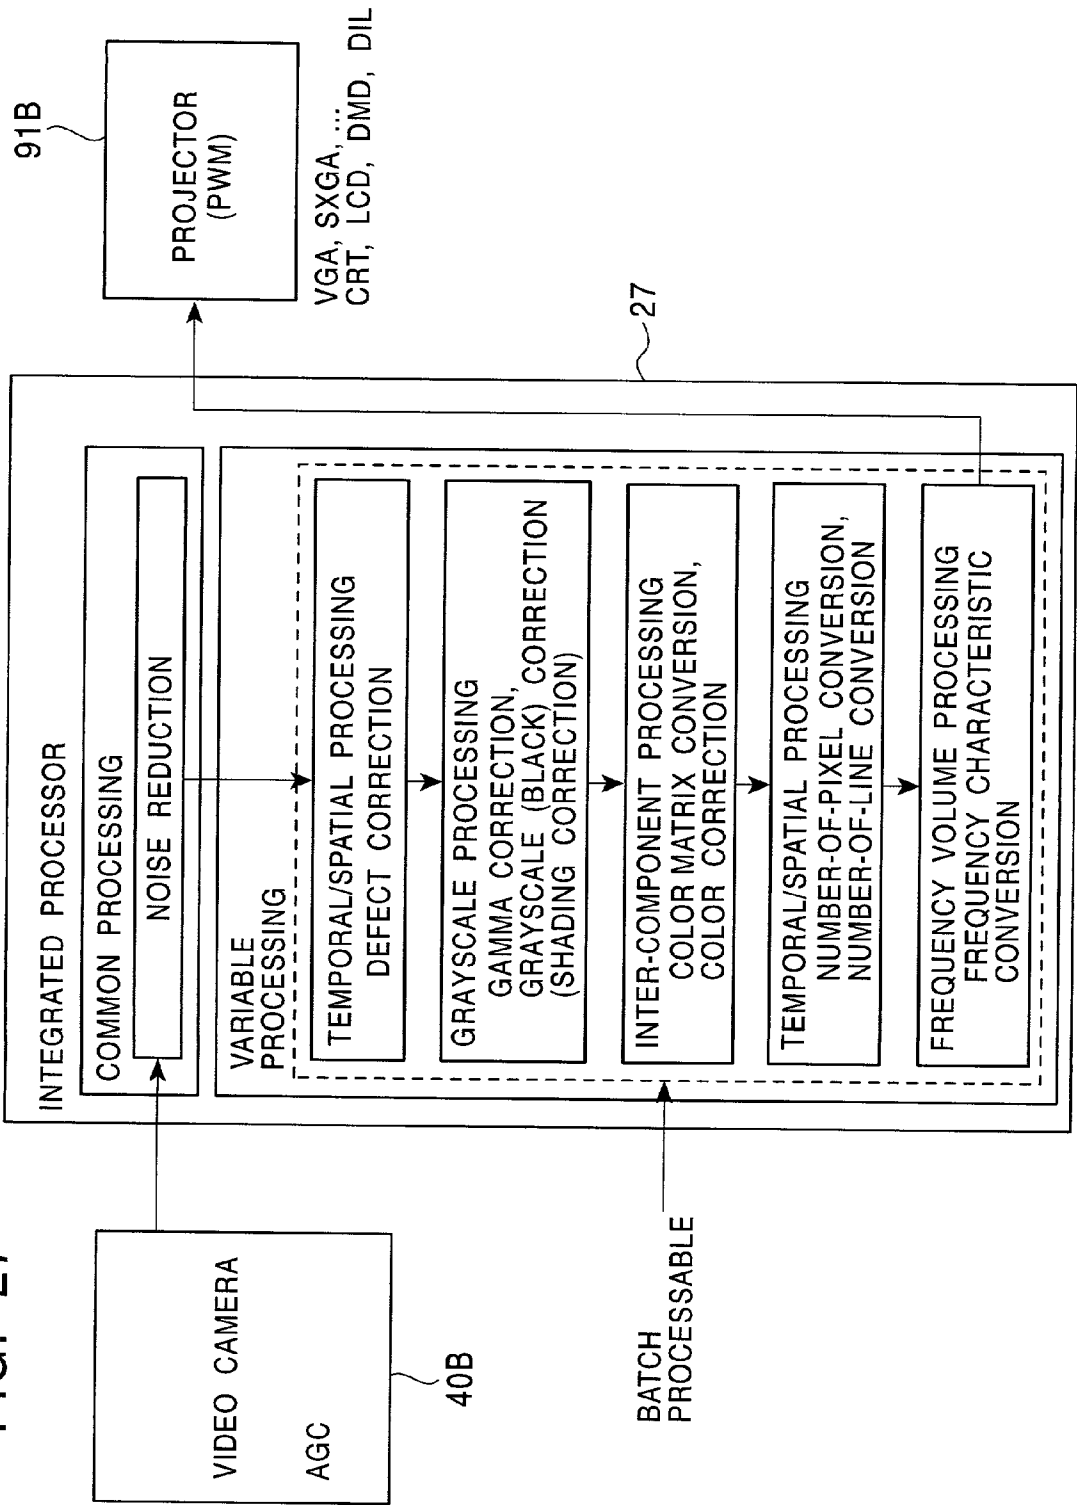 VIDEO CAMERA
AGC
40B
INTEGRATED PROCESSOR
COMMON PROCESSING
NOISE REDUCTION
VARIABLE
PROCESSING
TEMPORAL/SPATIAL PROCESSING
DEFECT CORRECTION
GRAYSCALE PROCESSING
GAMMA CORRECTION,
GRAYSCALE (BLACK) CORRECTION
(SHADING CORRECTION)
INTER-COMPONENT PROCESSING
COLOR MATRIX CONVERSION,
COLOR CORRECTION
TEMPORAL/SPATIAL PROCESSING
NUMBER-OF-PIXEL CONVERSION,
NUMBER-OF-LINE CONVERSION
FREQUENCY VOLUME PROCESSING
FREQUENCY CHARACTERISTIC
CONVERSION
BATCH
PROCESSABLE
27
91B
PROJECTOR
(PWM)
VGA, SXGA, ...
CRT, LCD, DMD, DIL